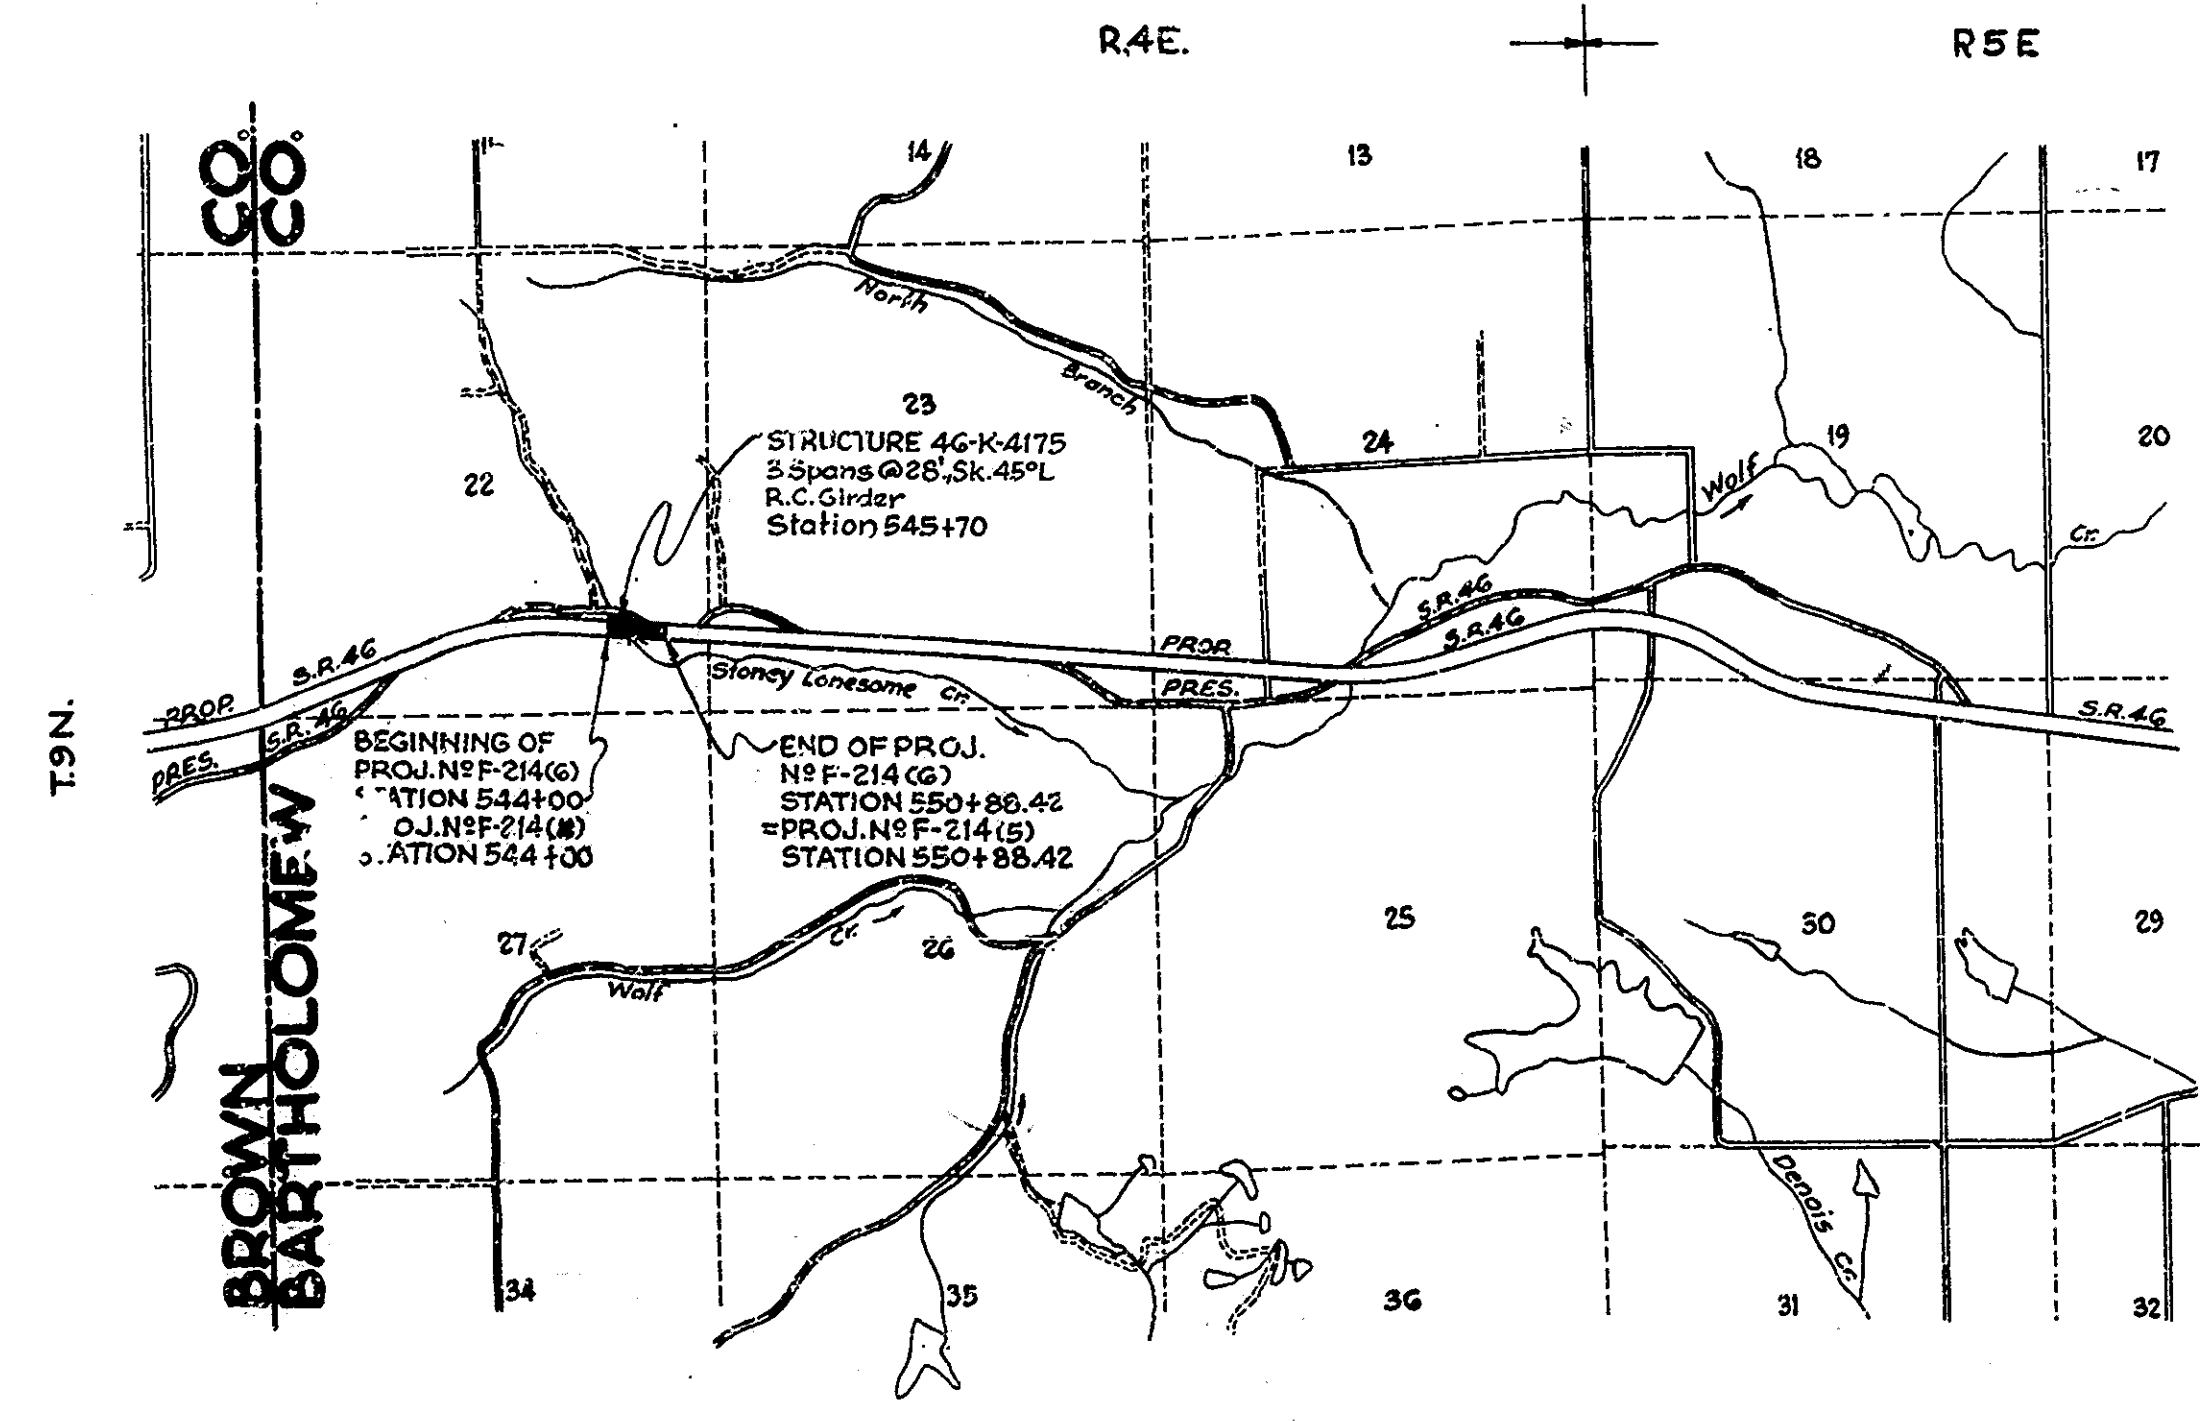 R.4E.
R5E
CO.
CO.
14
13
18
17
North
Branch
23
24
19
20
22
STRUCTURE 46-K-4175
3 Spans @ 28', Sk. 45° L
R.C. Girder
Station 545+70
Wolf
Cr.
S.R.46
S.R.46
S.R.46
PROP.
PRES.
Stoney Lonesome Cr.
PROP.
S.R.46
PRES.
S.R.46
T.9N.
BEGINNING OF
PROJ. Nº F-214(6)
ATION 544+00
OJ. Nº F-214( )
ATION 544+00
END OF PROJ.
Nº F-214(6)
STATION 550+88.42
=PROJ. Nº F-214(5)
STATION 550+88.42
27
Wolf
Cr.
26
25
30
29
BROWN
BARTHOLOMEW
Denois Cr.
34
35
36
31
32